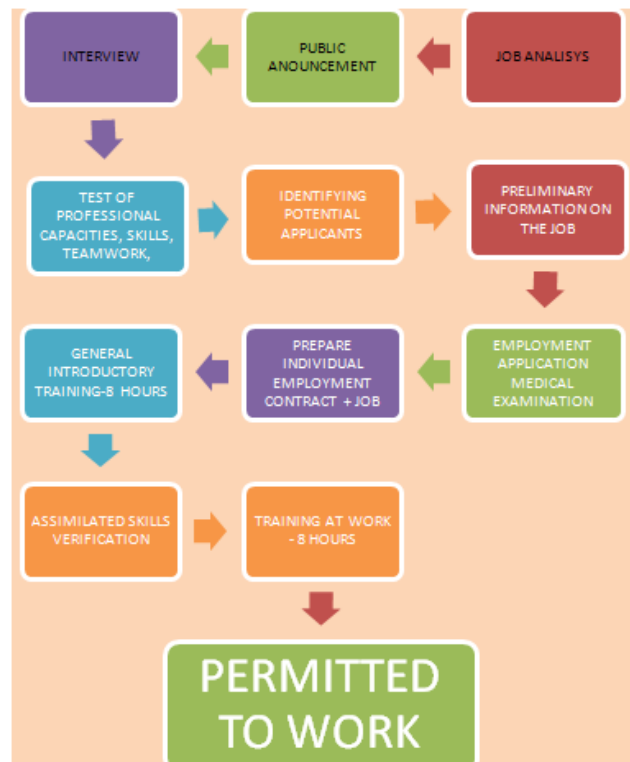 INTERVIEW
PUBLIC
ANOUNCEMENT
JOB ANALISYS
TEST OF
PROFESSIONAL
CAPACITIES, SKILLS,
TEAMWORK,
IDENTIFYING
POTENTIAL
APPLICANTS
PRELIMINARY
INFORMATION ON
THE JOB
GENERAL
INTRODUCTORY
TRAINING-8 HOURS
PREPARE
INDIVIDUAL
EMPLOYMENT
CONTRACT + JOB
EMPLOYMENT
APPLICATION
MEDICAL
EXAMINATION
ASSIMILATED SKILLS
VERIFICATION
TRAINING AT WORK
- 8 HOURS
PERMITTED
TO WORK